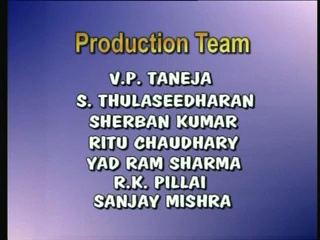 Production Team
V.P. TANEJA
S. THULASEEDHARAN
SHERBAN KUMAR
RITU CHAUDHARY
YAD RAM SHARMA
R.K. PILLAI
SANJAY MISHRA